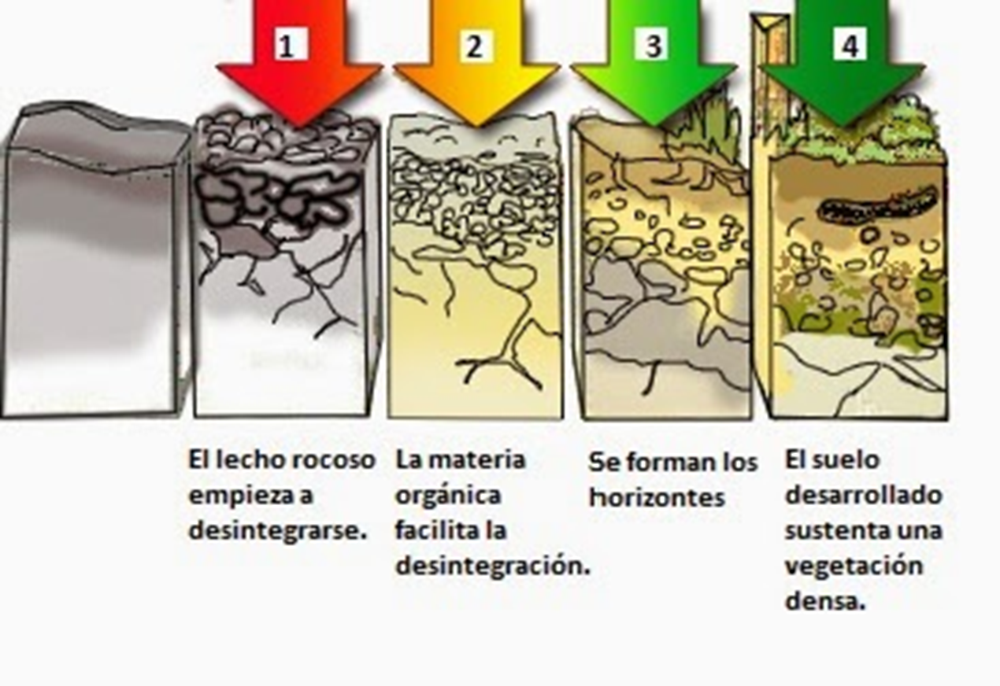 1
2
3
4
El lecho rocoso
empieza a
desintegrarse.
La materia
orgánica
facilita la
desintegración.
Se forman los
horizontes
El suelo
desarrollado
sustenta una
vegetación
densa.